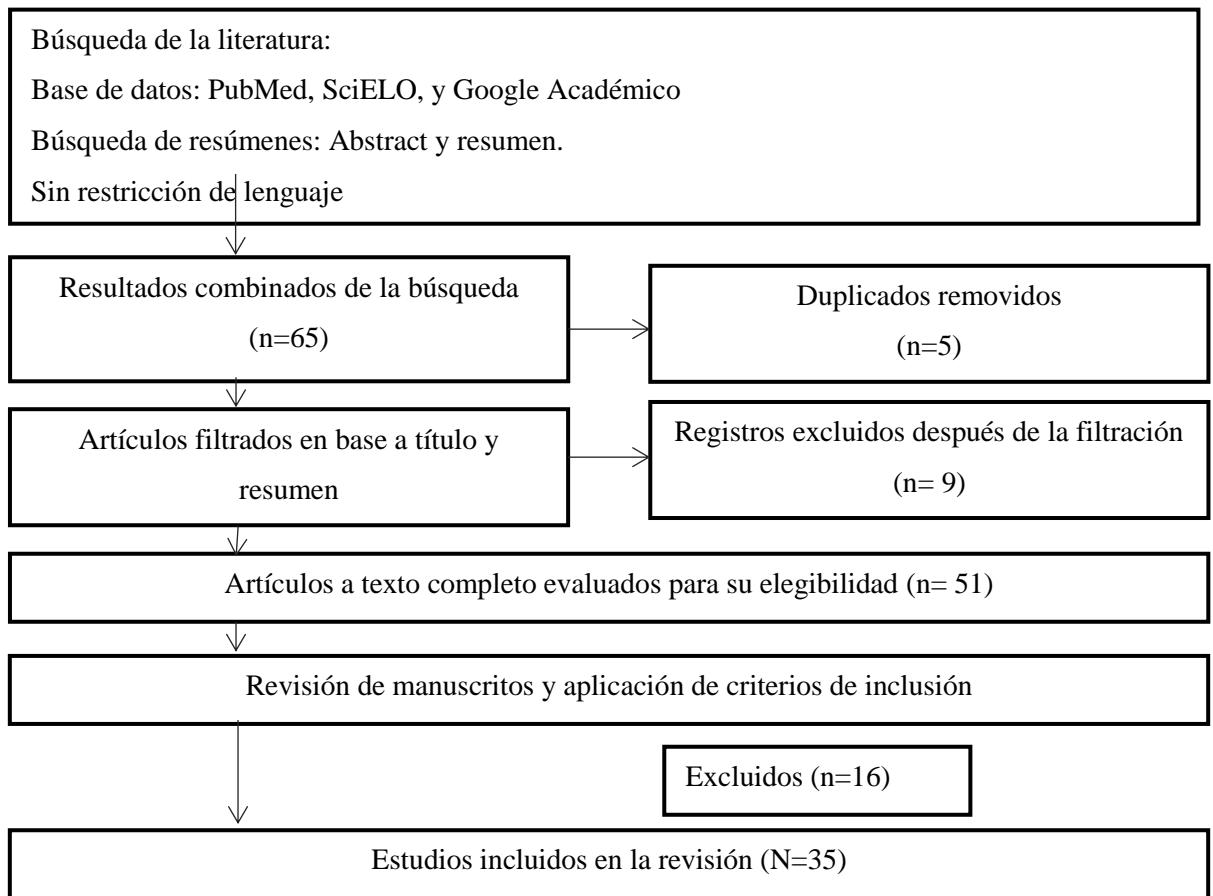 Búsqueda de la literatura:
Base de datos: PubMed, SciELO, y Google Académico
Búsqueda de resúmenes: Abstract y resumen.
Sin restricción de lenguaje
Resultados combinados de la búsqueda
(n=65)
Duplicados removidos
(n=5)
Artículos filtrados en base a título y
resumen
Registros excluidos después de la filtración
(n= 9)
Artículos a texto completo evaluados para su elegibilidad (n= 51)
Revisión de manuscritos y aplicación de criterios de inclusión
Excluidos (n=16)
Estudios incluidos en la revisión (N=35)